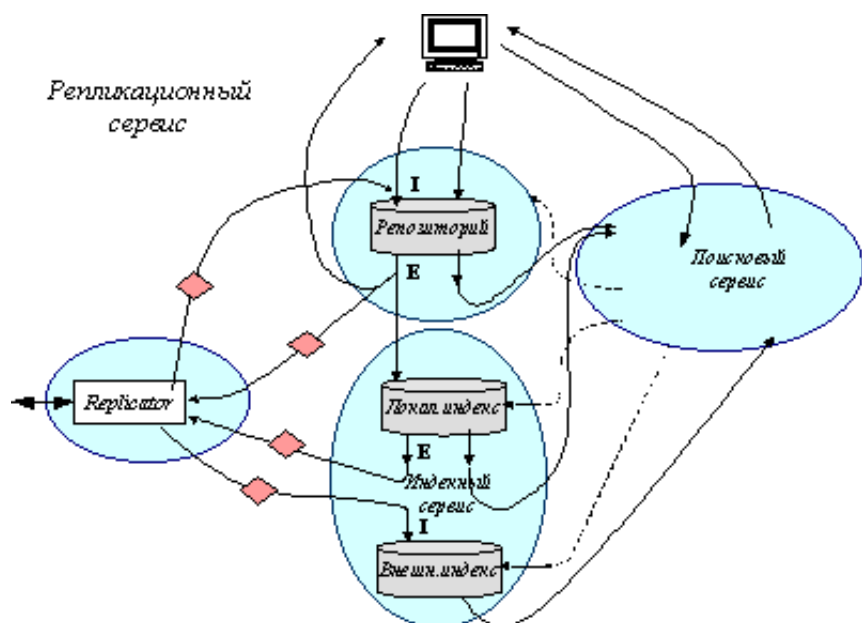 Репликационный
сервис
I
Репозиторий
E
Поисковый
сервис
Replicator
Локал.индекс
E
Индексный
сервис
I
Внешн.индекс